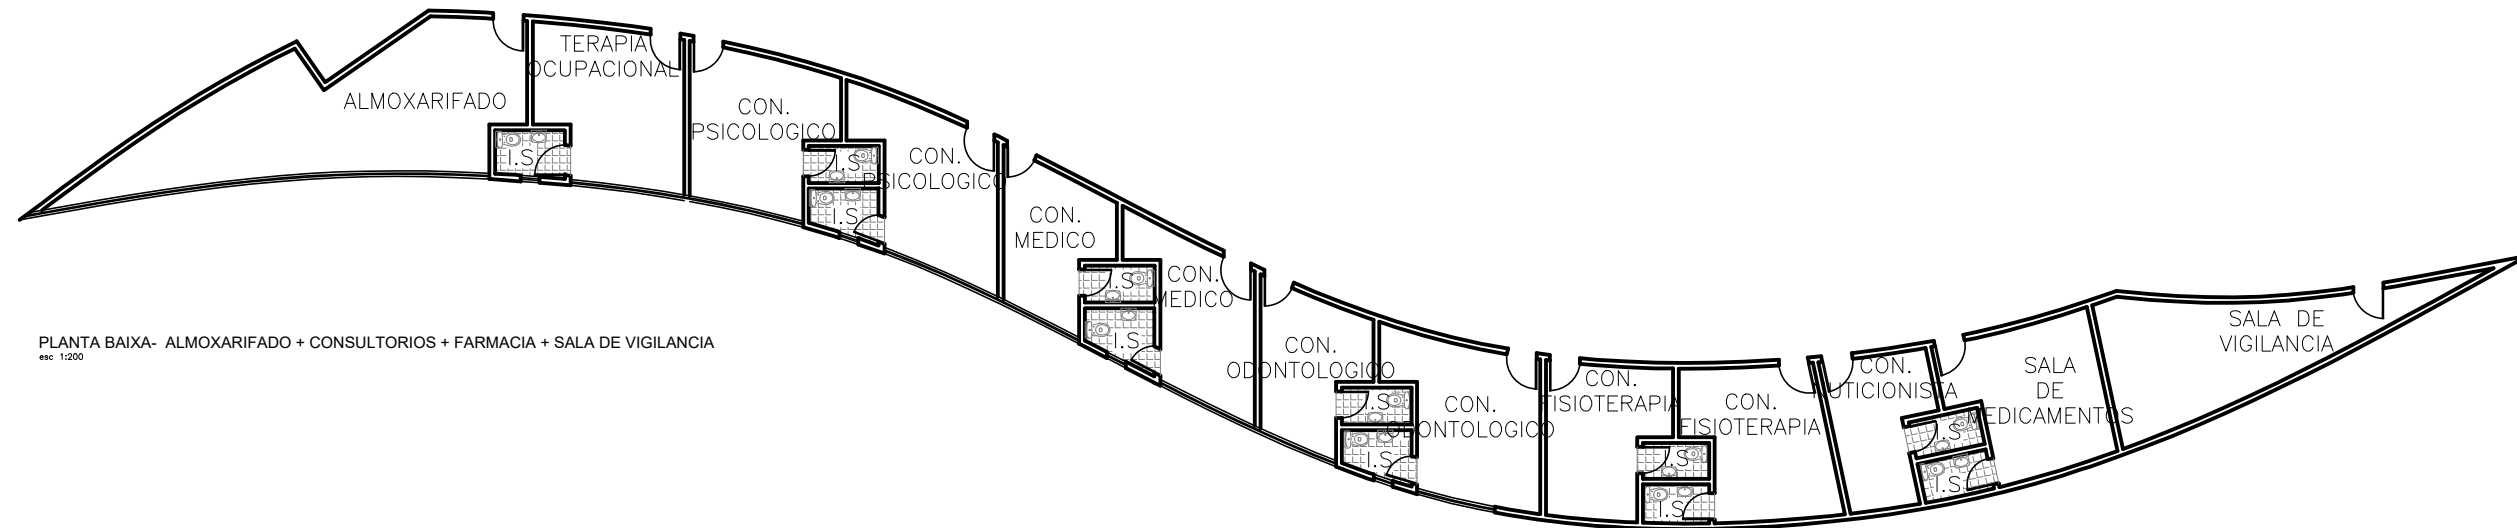 TERAPIA
OCUPACIONAL
ALMOXARIFADO
I.S
CON.
PSICOLOGICO
I.S
I.S
CON.
PSICOLOGICO
CON.
MEDICO
I.S
I.S
CON.
MEDICO
CON.
ODONTOLOGICO
I.S
I.S
CON.
ODONTOLOGICO
CON.
FISIOTERAPIA
I.S
I.S
CON.
FISIOTERAPIA
CON.
NUTICIONISTA
I.S
I.S
SALA
DE
MEDICAMENTOS
SALA DE
VIGILANCIA
PLANTA BAIXA- ALMOXARIFADO + CONSULTORIOS + FARMACIA + SALA DE VIGILANCIA
esc 1:200